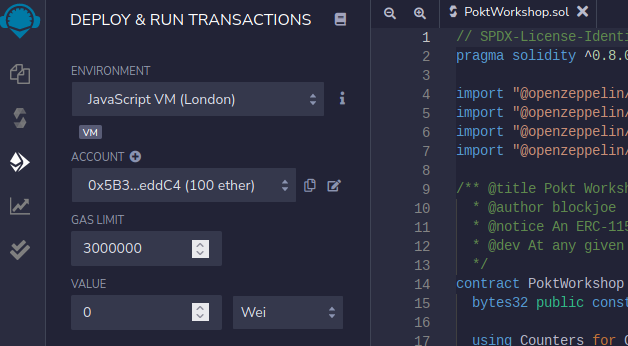 DEPLOY & RUN TRANSACTIONS
ENVIRONMENT
JavaScript VM (London)
VM
ACCOUNT
0x5B3...eddC4 (100 ether)
GAS LIMIT
3000000
VALUE
0
Wei
PoktWorkshop.sol
1 // SPDX-License-Identi
2 pragma solidity ^0.8.0
3
4 import "@openzeppelin/
5 import "@openzeppelin/
6 import "@openzeppelin/
7 import "@openzeppelin/
8
9 /** @title Pokt Worksh
10 * @author blockjoe
11 * @notice An ERC-115
12 * @dev At any given
13 */
14 contract PoktWorkshop
15 bytes32 public const
16
17 using Counters for C